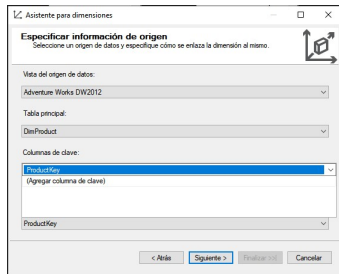 Asistente para dimensiones
Especificar información de origen
Seleccione un origen de datos y especifique cómo se enlaza la dimensión al mismo.
Vista del origen de datos:
Adventure Works DW2012
Tabla principal:
DimProduct
Columnas de clave:
ProductKey
(Agregar columna de clave)
ProductKey
< Atrás
Siguiente >
Finalizar >>|
Cancelar